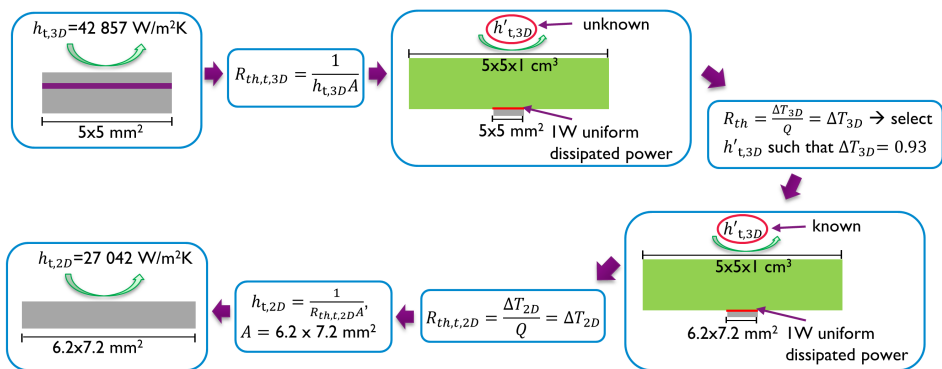 h_t,3D=42 857 W/m²K
5x5 mm²
R_th,t,3D = 1 / (h_t,3D A)
h′_t,3D
unknown
5x5x1 cm³
5x5 mm²
1W uniform
dissipated power
R_th = ΔT_3D / Q = ΔT_3D → select
h′_t,3D such that ΔT_3D = 0.93
h′_t,3D
known
5x5x1 cm³
6.2x7.2 mm²
1W uniform
dissipated power
R_th,t,2D = ΔT_2D / Q = ΔT_2D
h_t,2D = 1 / (R_th,t,2D A),
A = 6.2 x 7.2 mm²
h_t,2D=27 042 W/m²K
6.2x7.2 mm²